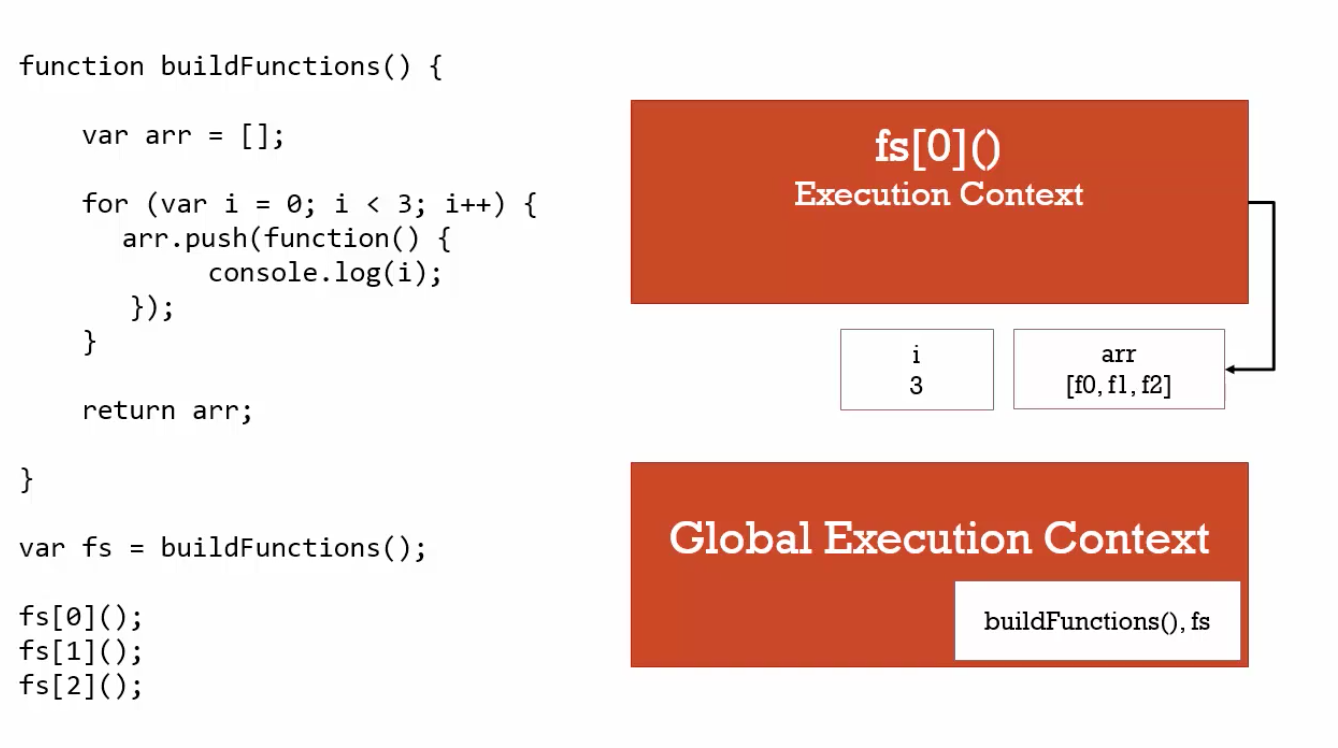 function buildFunctions() {
var arr = [];
for (var i = 0; i < 3; i++) {
arr.push(function() {
console.log(i);
});
}
return arr;
}
var fs = buildFunctions();
fs[0]();
fs[1]();
fs[2]();
fs[0]()
Execution Context
i
3
arr
[f0, f1, f2]
Global Execution Context
buildFunctions(), fs